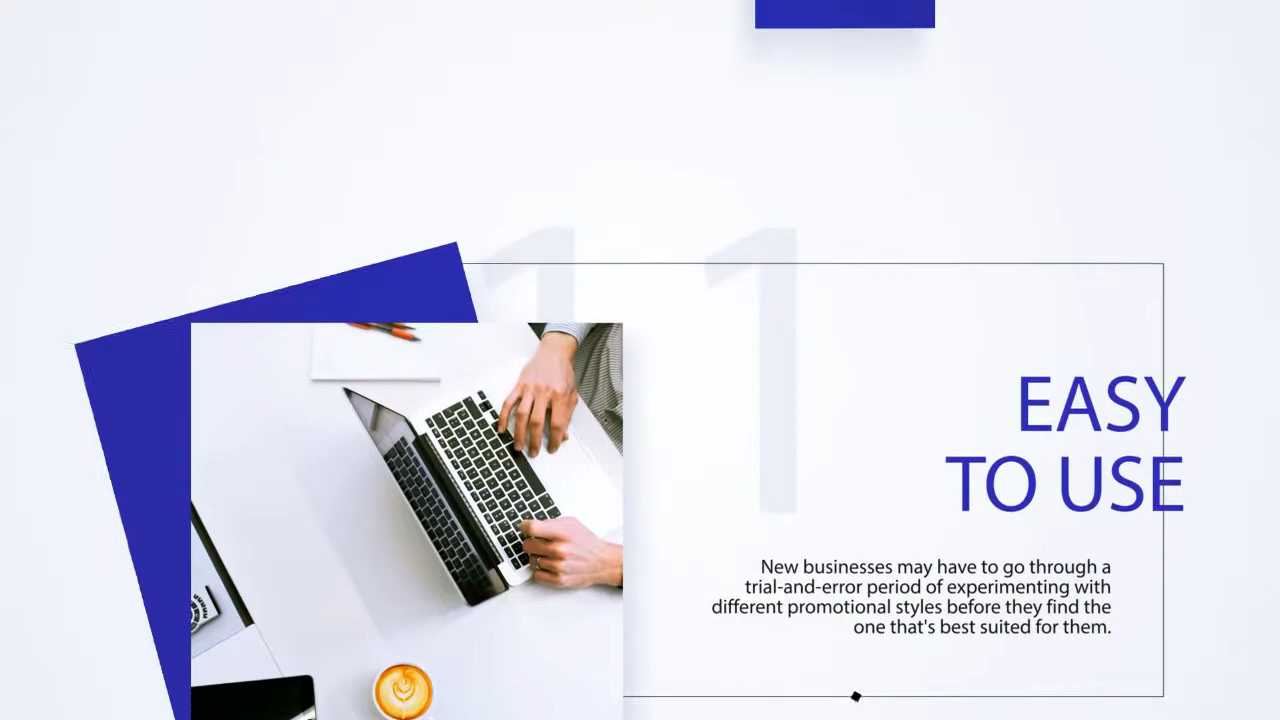 11
EASY
TO USE
New businesses may have to go through a
trial-and-error period of experimenting with
different promotional styles before they find the
one that's best suited for them.